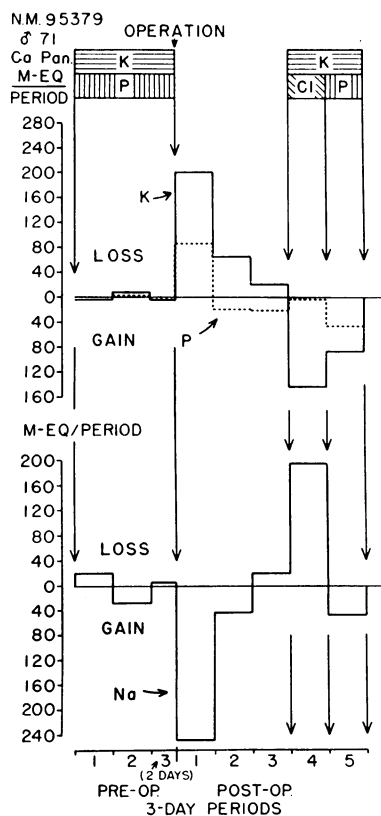 N.M. 95379
♂ 71
Ca Pan.
M-EQ
PERIOD
OPERATION
K
P
K
Cl
P
280
240
200
160
120
80
40
0
40
80
120
160
K
LOSS
GAIN
P
M-EQ/PERIOD
200
160
120
80
40
0
40
80
120
160
200
240
LOSS
GAIN
Na
1 2 3 1 2 3 4 5
(2 DAYS)
PRE-OP. POST-OP.
3-DAY PERIODS